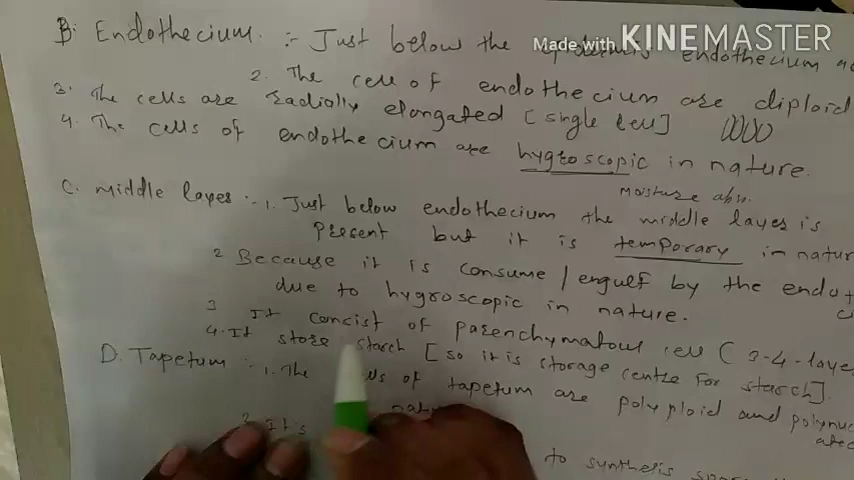 B. Endothecium :- Just below the epidermis endothecium
2. The cell of endothecium are diploid
3. The cells are radially elongated [single cell]
4. The cells of endothecium are hygroscopic in nature.
moisture abs.
C. middle layer :- 1. Just below endothecium the middle layer is
present but it is temporary in natur
2 Because it is consume / engulf by the endo
due to hygroscopic in nature.
3 It consist of parenchymatous cell ( 3-4-laye
4. It store starch [so it is storage centre for starch].
D. Tapetum :- 1. The cells of tapetum are polyploid and polynuc
2 It is
to synthesis
Made with KINEMASTER